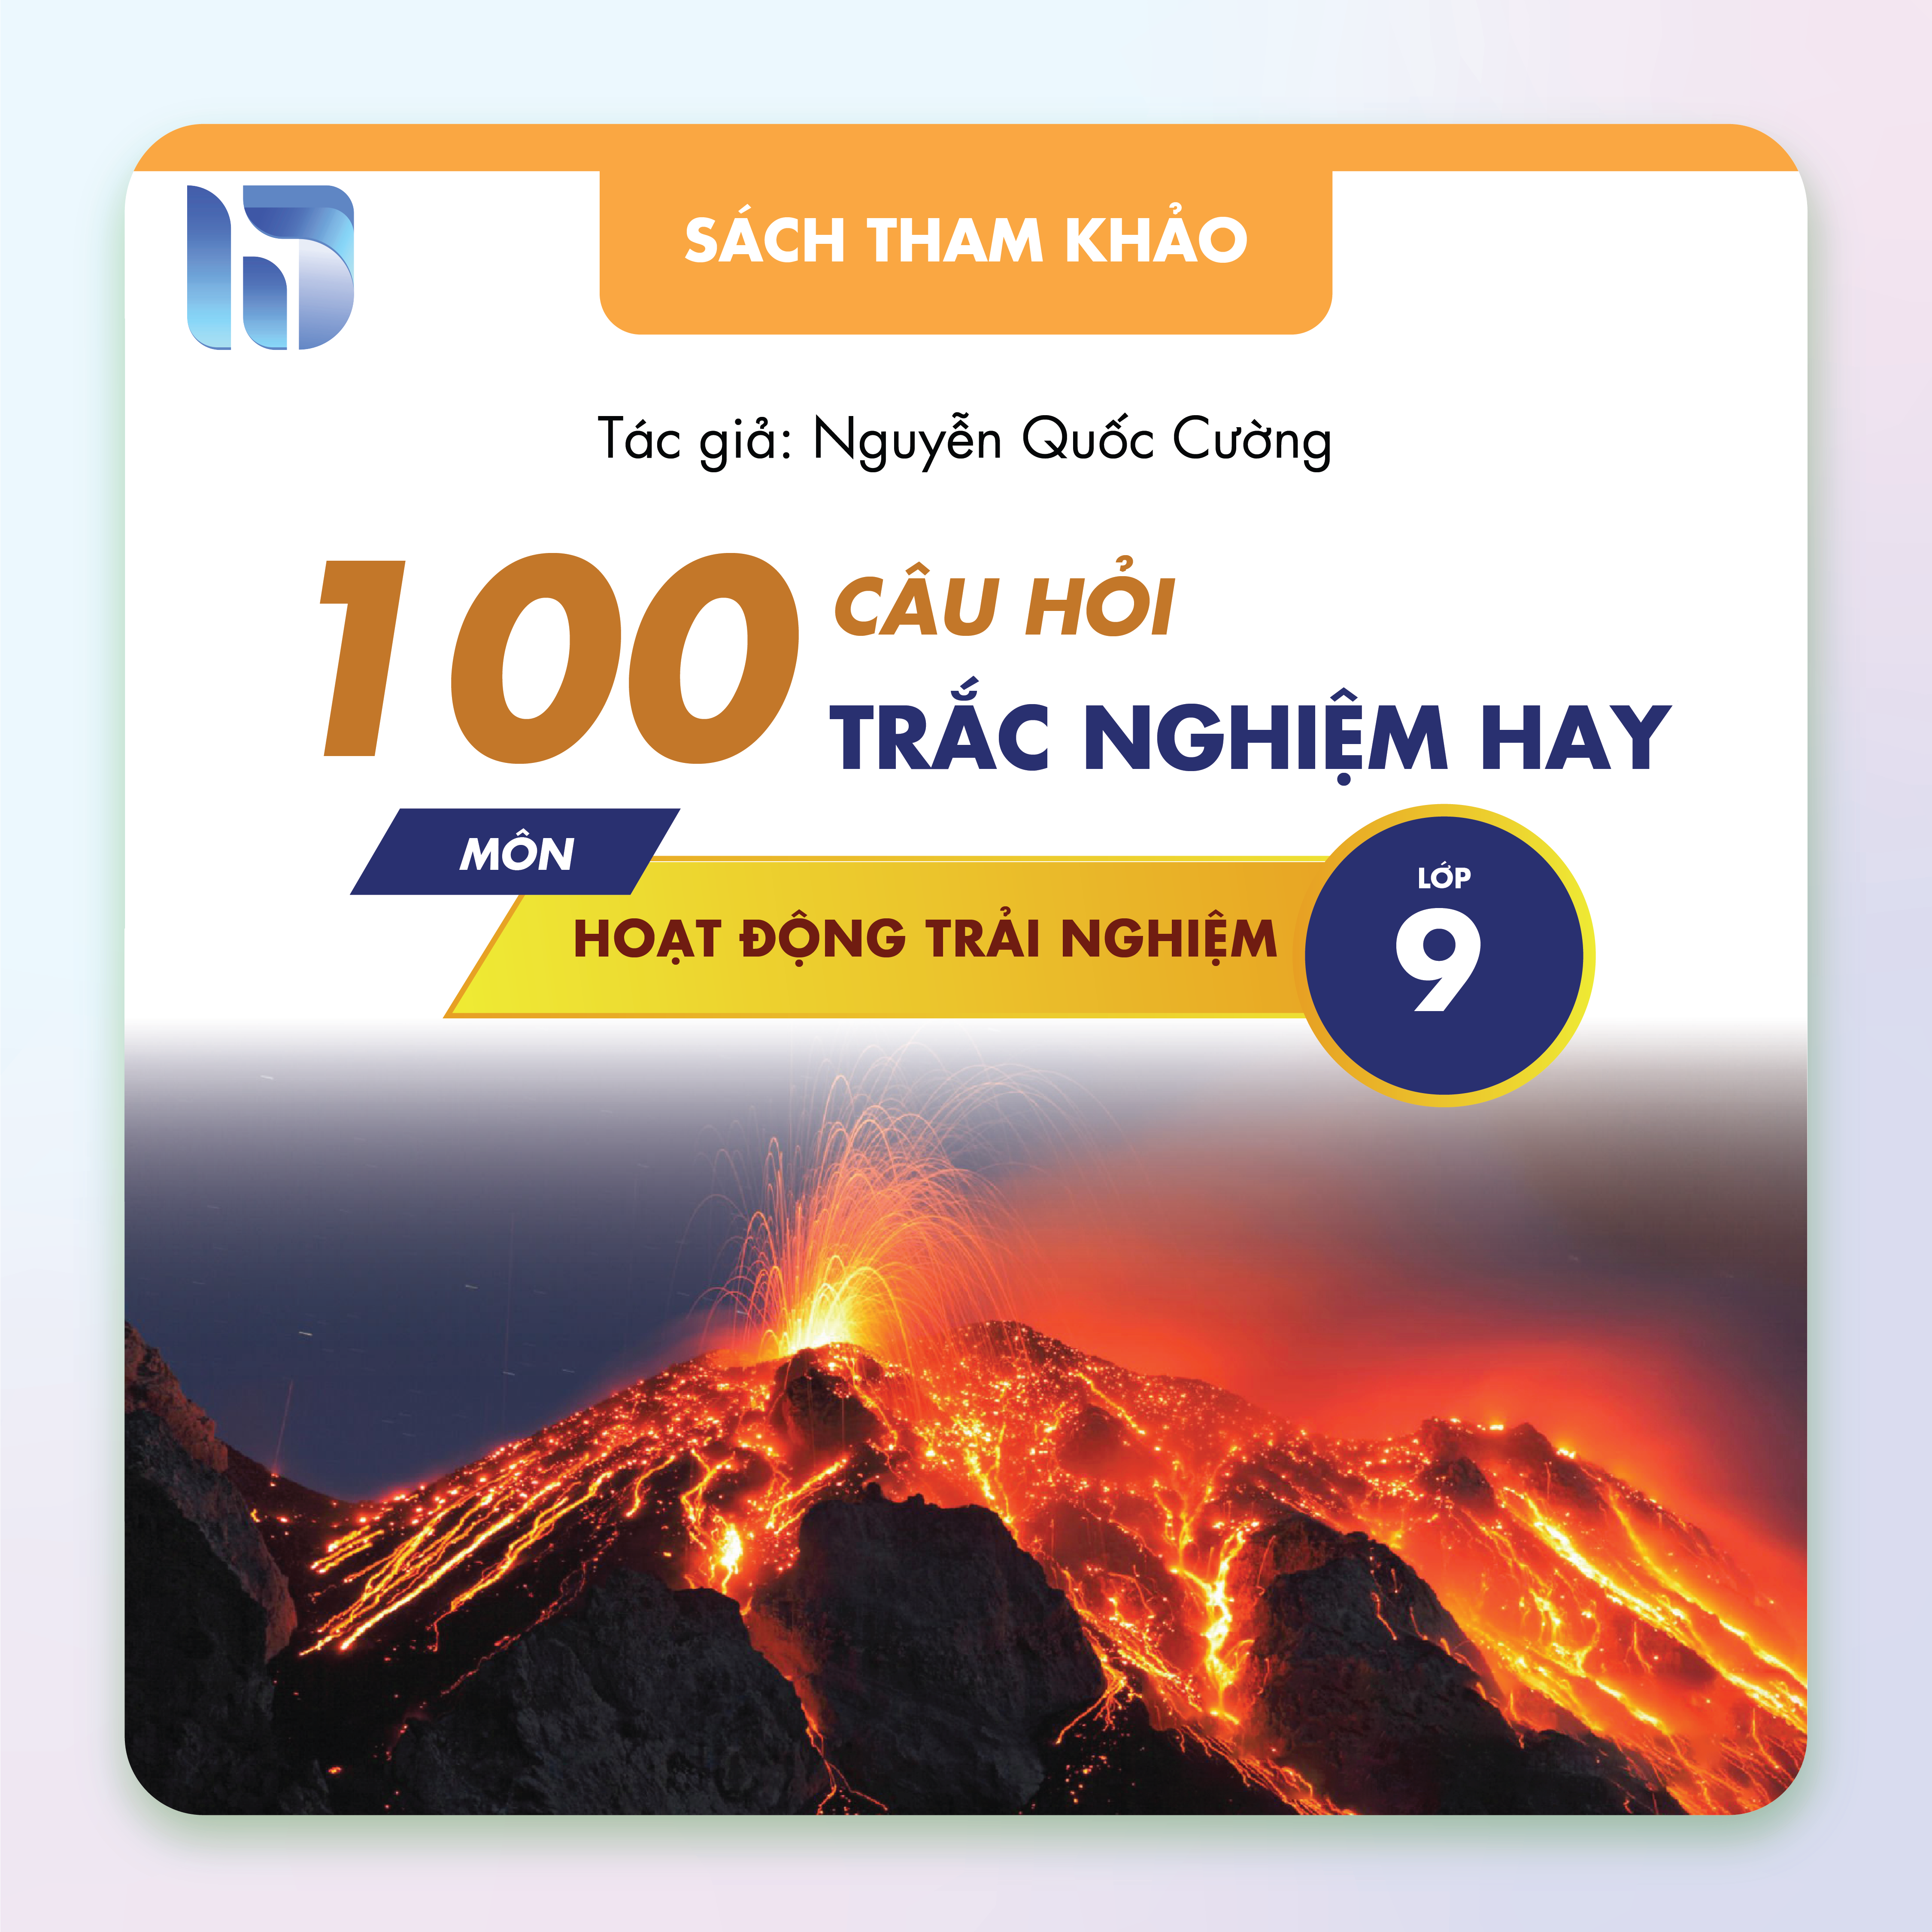 SÁCH THAM KHẢO
Tác giả: Nguyễn Quốc Cường
100 CÂU HỎI
TRẮC NGHIỆM HAY
MÔN
HOẠT ĐỘNG TRẢI NGHIỆM
LỚP
9